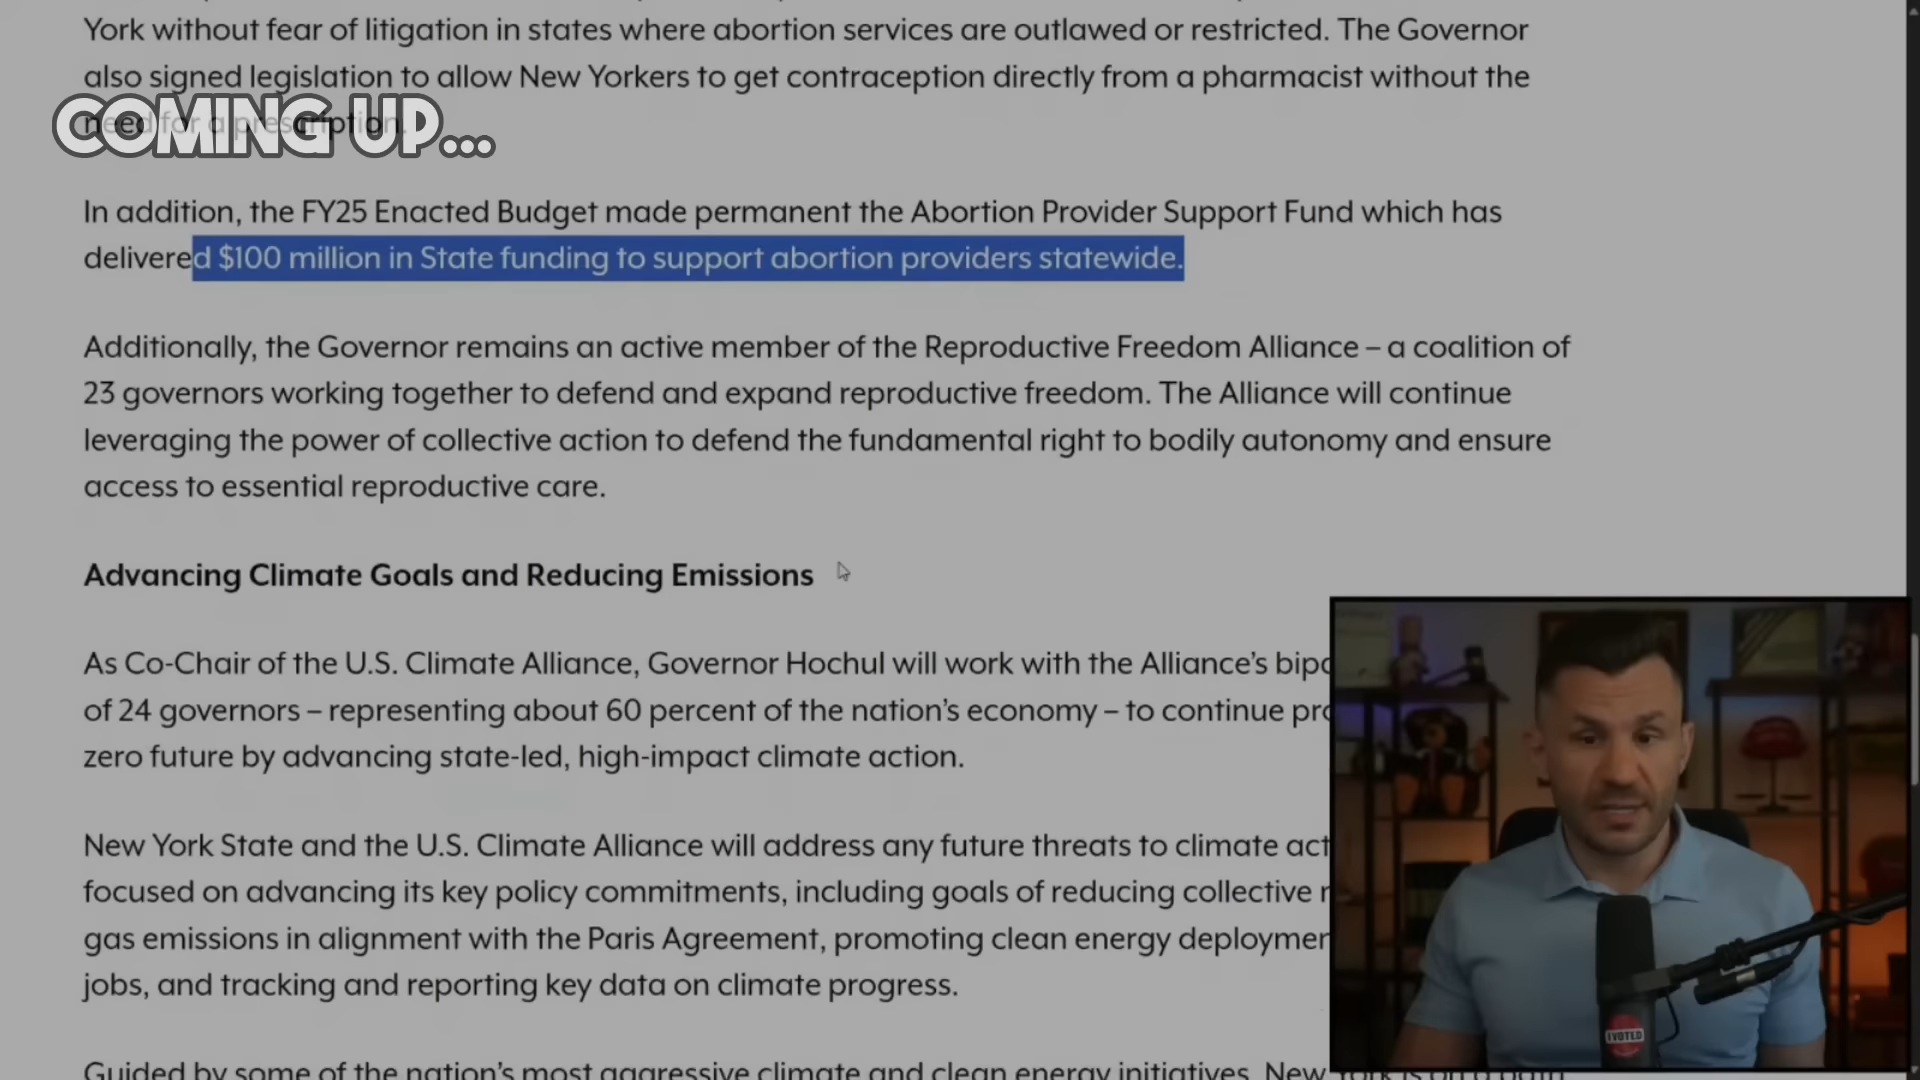 York without fear of litigation in states where abortion services are outlawed or restricted. The Governor
also signed legislation to allow New Yorkers to get contraception directly from a pharmacist without the
need for a prescription.
COMING UP...
In addition, the FY25 Enacted Budget made permanent the Abortion Provider Support Fund which has
delivered $100 million in State funding to support abortion providers statewide.
Additionally, the Governor remains an active member of the Reproductive Freedom Alliance – a coalition of
23 governors working together to defend and expand reproductive freedom. The Alliance will continue
leveraging the power of collective action to defend the fundamental right to bodily autonomy and ensure
access to essential reproductive care.
Advancing Climate Goals and Reducing Emissions
As Co-Chair of the U.S. Climate Alliance, Governor Hochul will work with the Alliance’s
of 24 governors – representing about 60 percent of the nation’s economy – to continue
zero future by advancing state-led, high-impact climate action.
New York State and the U.S. Climate Alliance will address any future threats to climate
focused on advancing its key policy commitments, including goals of reducing collective
gas emissions in alignment with the Paris Agreement, promoting clean energy
jobs, and tracking and reporting key data on climate progress.
Guided by some of the nation’s most aggressive climate and clean energy initiatives, New
I VOTED